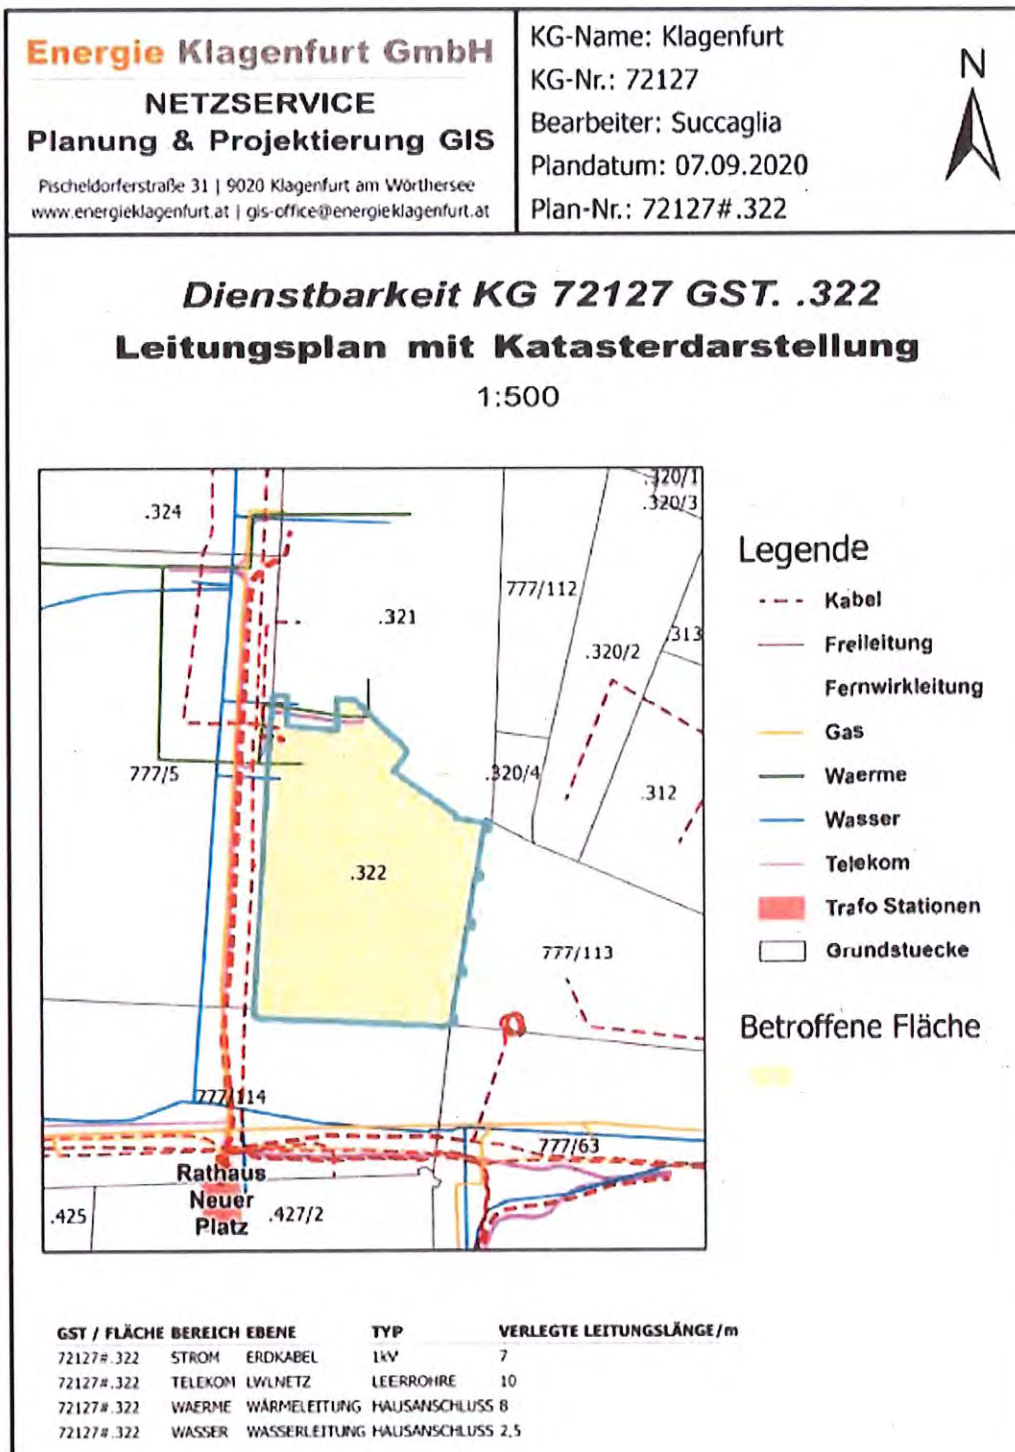 Energie Klagenfurt GmbH
NETZSERVICE
Planung & Projektierung GIS
Pischeldorferstraße 31 | 9020 Klagenfurt am Wörthersee
www.energieklagenfurt.at | gis-office@energieklagenfurt.at
KG-Name: Klagenfurt
KG-Nr.: 72127
Bearbeiter: Succaglia
Plandatum: 07.09.2020
Plan-Nr.: 72127#.322
N
Dienstbarkeit KG 72127 GST. .322
Leitungsplan mit Katasterdarstellung
1:500
.320/1
.320/3
.324
777/112
.321
.313
.320/2
777/5
.320/4
.312
.322
777/113
777/114
777/63
Rathaus
Neuer
Platz
.425
.427/2
Legende
Kabel
Freileitung
Fernwirkleitung
Gas
Waerme
Wasser
Telekom
Trafo Stationen
Grundstuecke
Betroffene Fläche
GST / FLÄCHE BEREICH EBENE TYP VERLEGTE LEITUNGSLÄNGE/m
72127#.322 STROM ERDKABEL 1kV 7
72127#.322 TELEKOM LWLNETZ LEERROHRE 10
72127#.322 WAERME WÄRMELEITUNG HAUSANSCHLUSS 8
72127#.322 WASSER WASSERLEITUNG HAUSANSCHLUSS 2,5